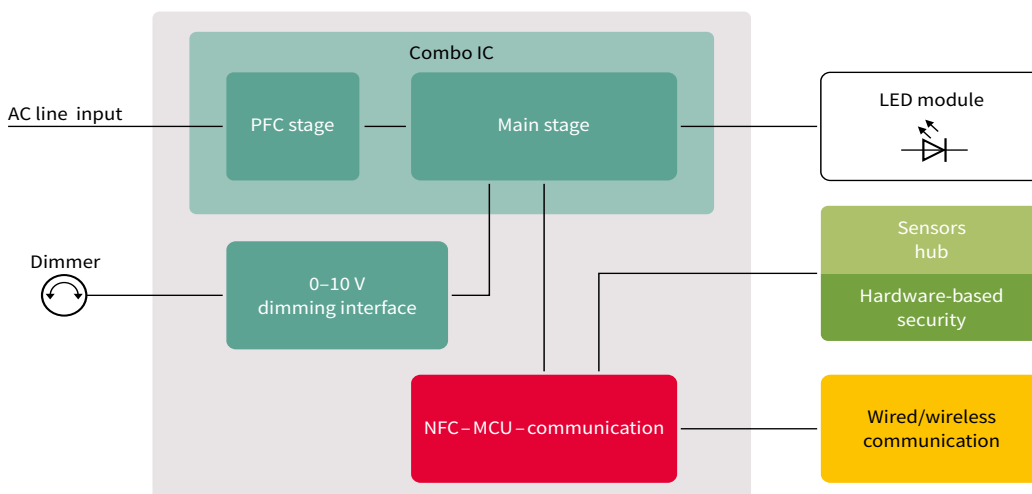 Combo IC
AC line input
PFC stage
Main stage
LED module
Dimmer
0–10 V
dimming interface
Sensors
hub
Hardware-based
security
NFC – MCU – communication
Wired/wireless
communication